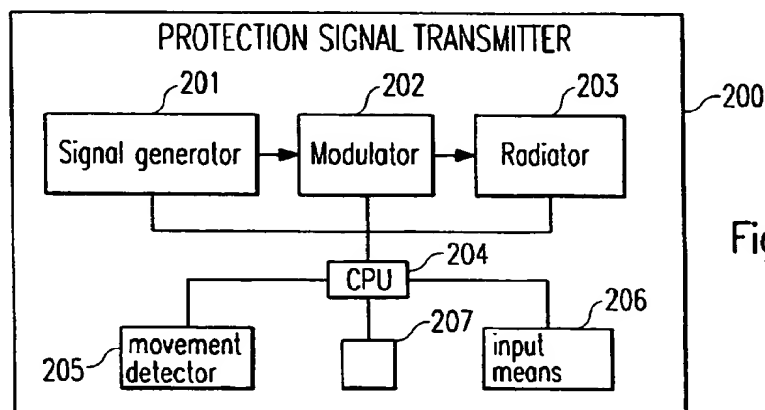 PROTECTION SIGNAL TRANSMITTER
201
202
203
200
Signal generator
Modulator
Radiator
Fig
204
CPU
206
207
205
movement
detector
input
means